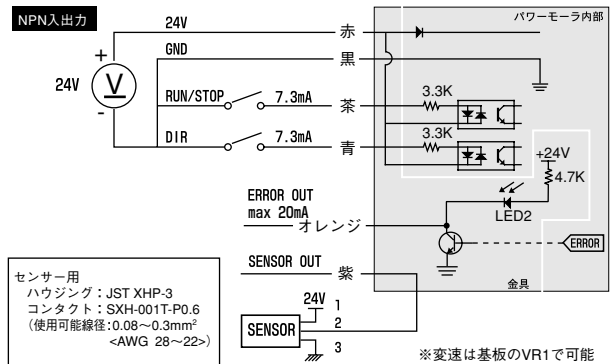 NPN入出力
パワーモーラ内部
24V
赤
GND
黒
+
24V
V
-
RUN/STOP
7.3mA
茶
3.3K
DIR
7.3mA
青
3.3K
+24V
4.7K
LED2
ERROR OUT
max 20mA
オレンジ
ERROR
SENSOR OUT
紫
金具
センサー用
ハウジング：JST XHP-3
コンタクト：SXH-001T-P0.6
（使用可能線径：0.08〜0.3mm²
<AWG 28〜22>）
24V 1
SENSOR 2
3
※変速は基板のVR1で可能